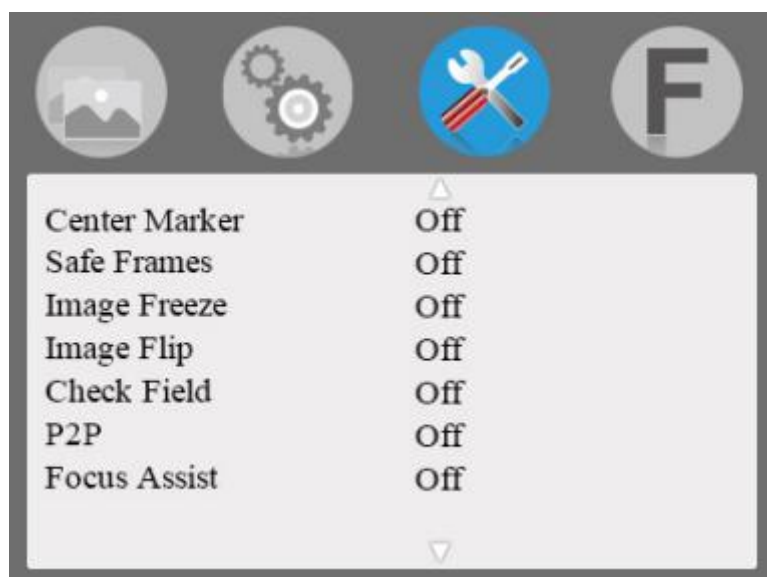 F
Center Marker Off
Safe Frames Off
Image Freeze Off
Image Flip Off
Check Field Off
P2P Off
Focus Assist Off